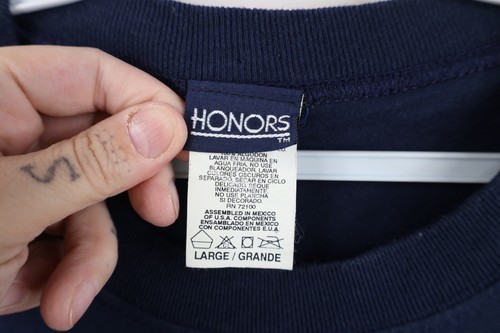 HONORS
TM
ALGODON
LAVAR EN MAQUINA EN
AGUA FRIA. NO USE
BLANQUEADOR, LAVAR
COLORES OSCUROS EN
SEPARADO. SECAR EN CICLO
DELICADO. SEQUE
INMEDIATAMENTE.
NO USE PLANCHA
SI DECORADO.
RN 72100
ASSEMBLED IN MEXICO
OF U.S. COMPONENTS
ENSAMBLADO EN MEXICO
CON COMPONENTES E.U.A.
LARGE / GRANDE
S